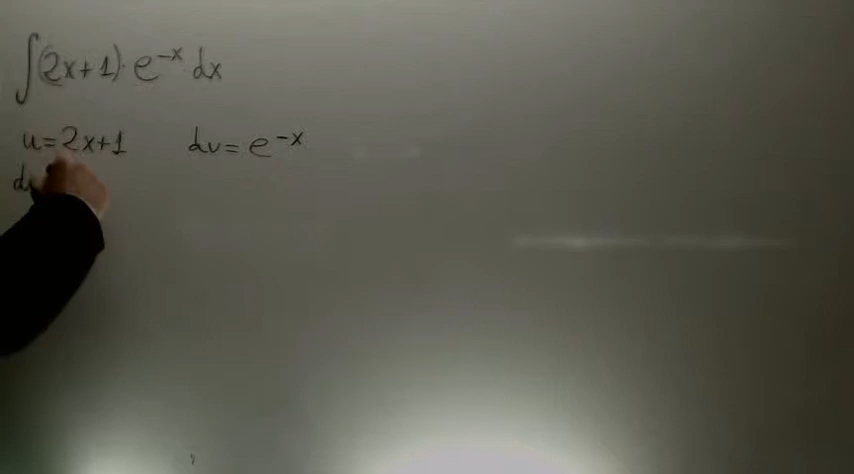 ∫(2x+1)·e^{-x} dx
u=2x+1 dv=e^{-x}